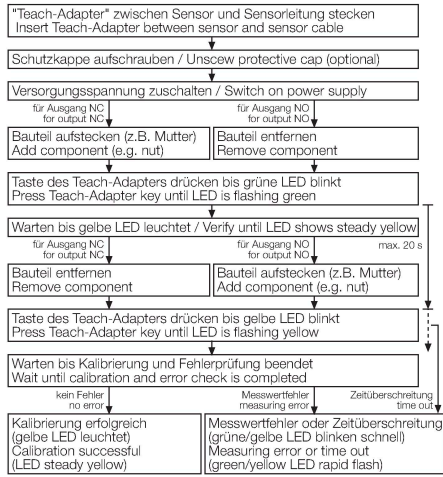 "Teach-Adapter" zwischen Sensor und Sensorleitung stecken
Insert Teach-Adapter between sensor and sensor cable
Schutzkappe aufschrauben / Unscew protective cap (optional)
Versorgungsspannung zuschalten / Switch on power supply
für Ausgang NC
for output NC
für Ausgang NO
for output NO
Bauteil aufstecken (z.B. Mutter)
Add component (e.g. nut)
Bauteil entfernen
Remove component
Taste des Teach-Adapters drücken bis grüne LED blinkt
Press Teach-Adapter key until LED is flashing green
Warten bis gelbe LED leuchtet / Verify until LED shows steady yellow
für Ausgang NC
for output NC
für Ausgang NO
for output NO
max. 20 s
Bauteil entfernen
Remove component
Bauteil aufstecken (z.B. Mutter)
Add component (e.g. nut)
Taste des Teach-Adapters drücken bis gelbe LED blinkt
Press Teach-Adapter key until LED is flashing yellow
Warten bis Kalibrierung und Fehlerprüfung beendet
Wait until calibration and error check is completed
kein Fehler
no error
Messwertfehler
measuring error
Zeitüberschreitung
time out
Kalibrierung erfolgreich
(gelbe LED leuchtet)
Calibration successful
(LED steady yellow)
Messwertfehler oder Zeitüberschreitung
(grüne/gelbe LED blinken schnell)
Measuring error or time out
(green/yellow LED rapid flash)